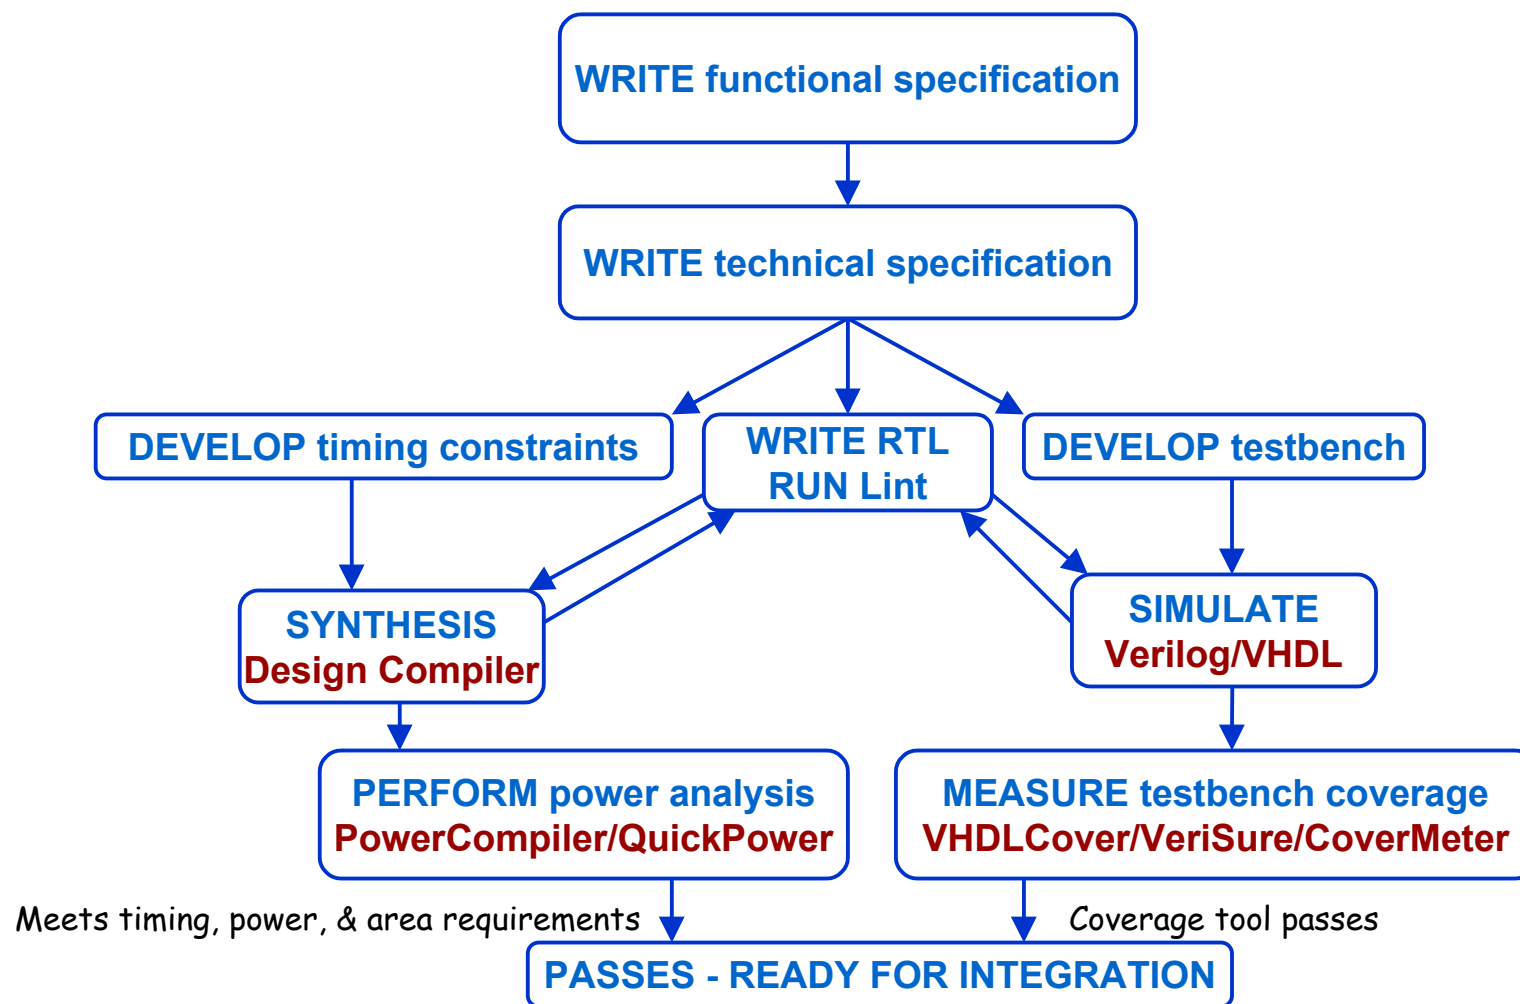 WRITE functional specification
WRITE technical specification
DEVELOP timing constraints
WRITE RTL
RUN Lint
DEVELOP testbench
SYNTHESIS
Design Compiler
SIMULATE
Verilog/VHDL
PERFORM power analysis
PowerCompiler/QuickPower
MEASURE testbench coverage
VHDLCover/VeriSure/CoverMeter
Meets timing, power, & area requirements
Coverage tool passes
PASSES - READY FOR INTEGRATION